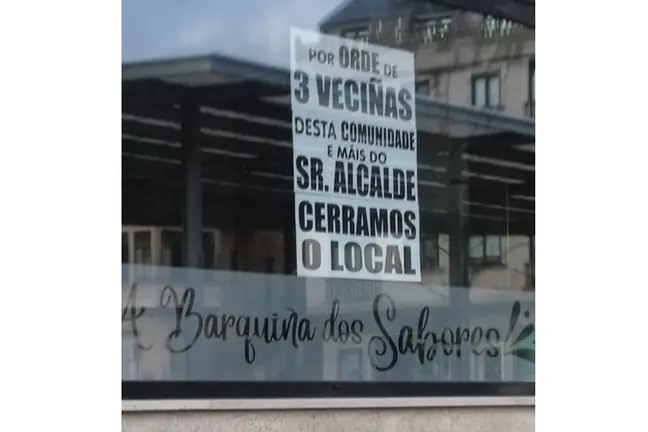 POR ORDE DE
3 VECIÑAS
DESTA COMUNIDADE
E MÁIS DO
SR. ALCALDE
CERRAMOS
O LOCAL
A Barquiña dos Sabores